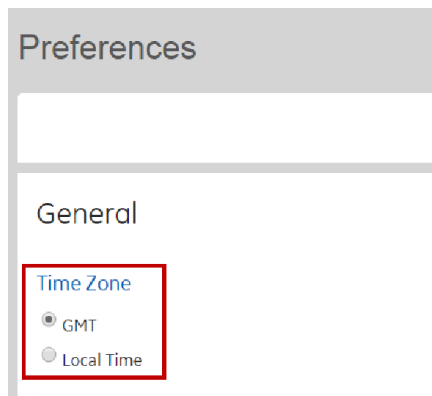 Preferences
General
Time Zone
GMT
Local Time